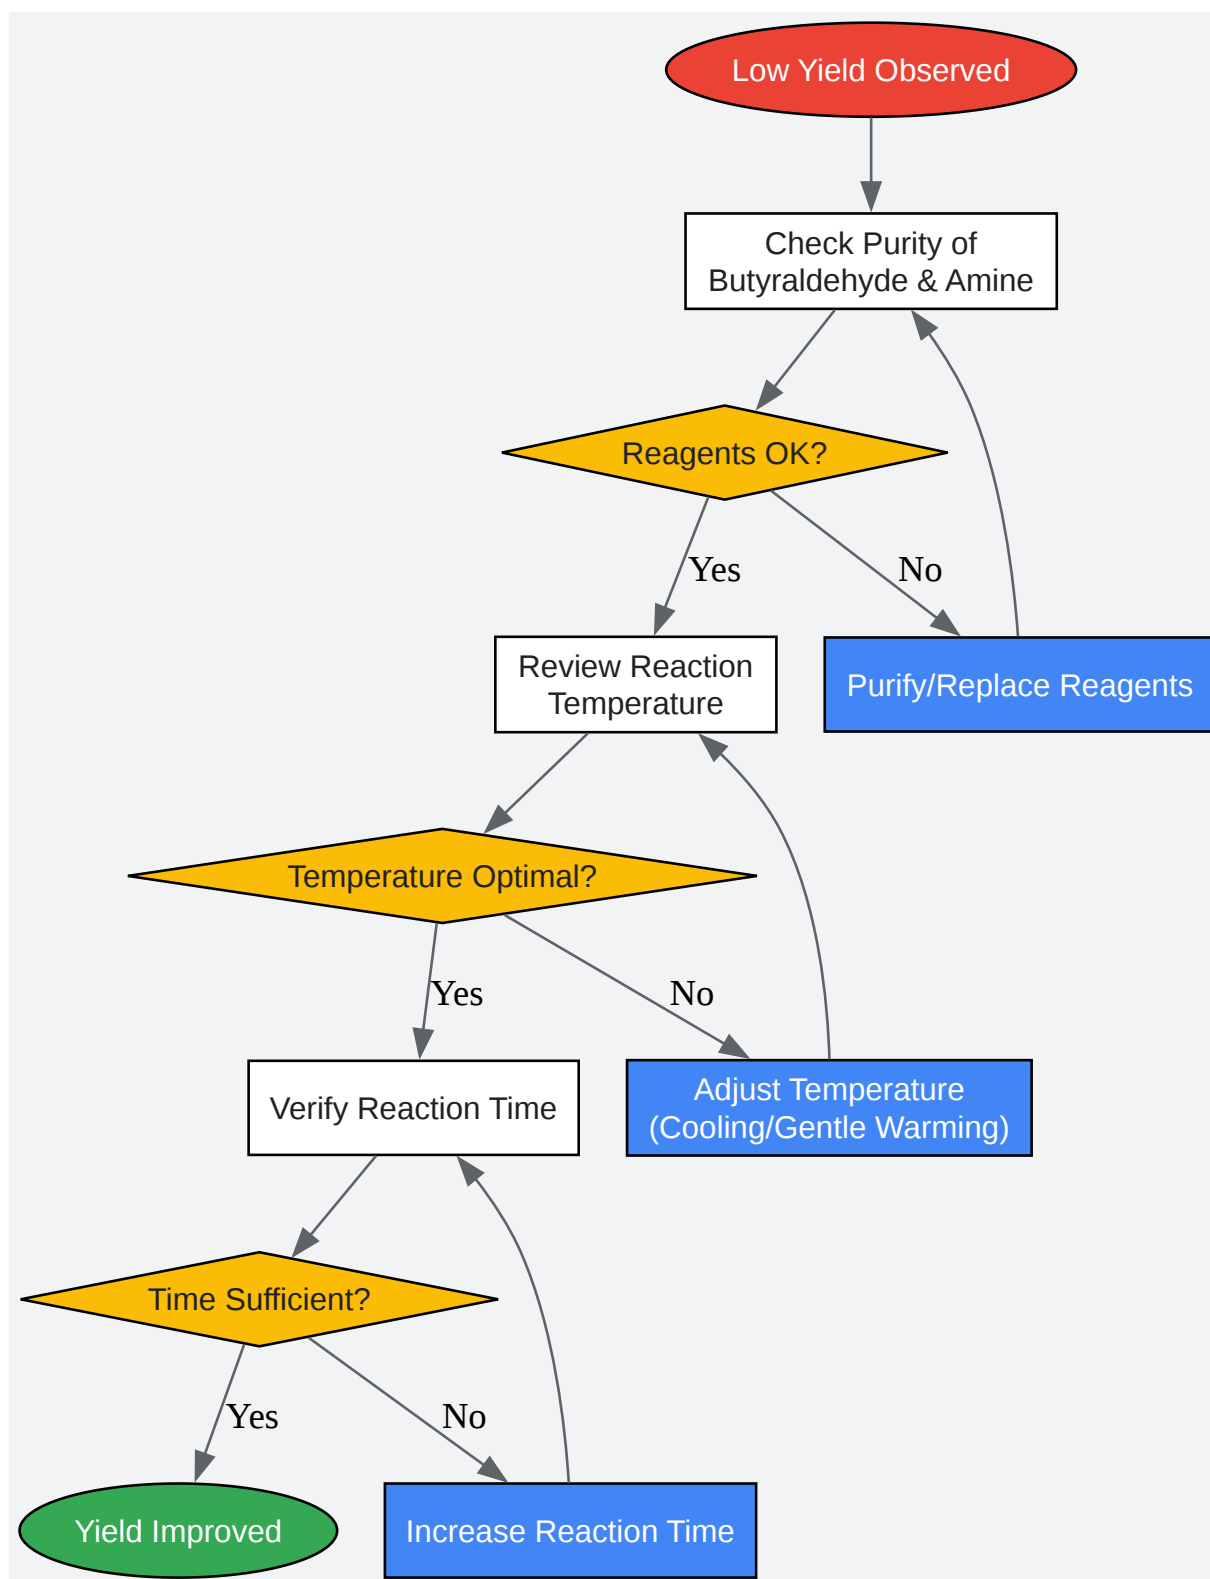 Low Yield Observed
Check Purity of
Butyraldehyde & Amine
Reagents OK?
Yes
No
Review Reaction
Temperature
Purify/Replace Reagents
Temperature Optimal?
Yes
No
Verify Reaction Time
Adjust Temperature
(Cooling/Gentle Warming)
Time Sufficient?
Yes
No
Yield Improved
Increase Reaction Time